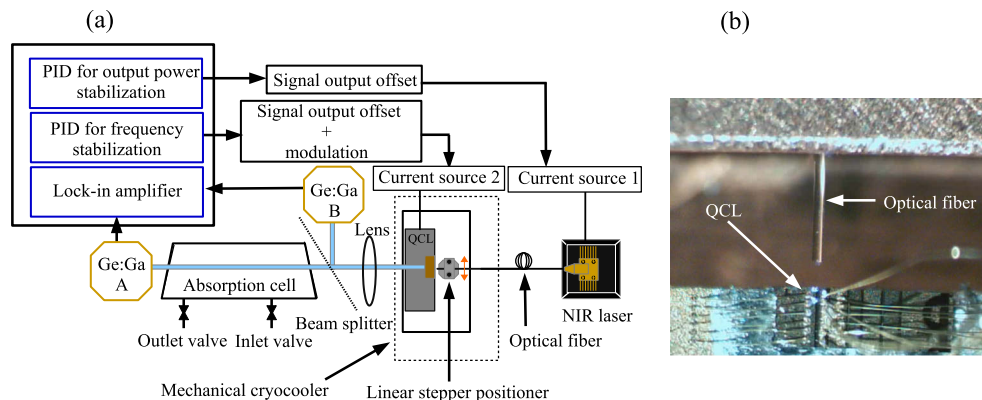 (a)
(b)
PID for output power
stabilization
Signal output offset
PID for frequency
stabilization
Signal output offset
+
modulation
Lock-in amplifier
Current source 2
Current source 1
Ge:Ga
B
Lens
QCL
Ge:Ga
A
Absorption cell
Beam splitter
Outlet valve
Inlet valve
NIR laser
Optical fiber
Mechanical cryocooler
Linear stepper positioner
QCL
Optical fiber